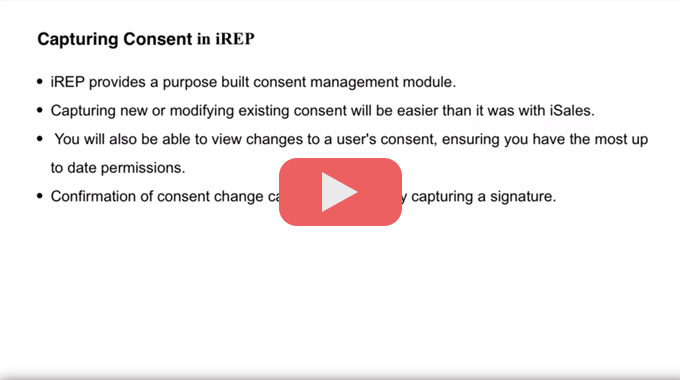 Capturing Consent in iREP
• iREP provides a purpose built consent management module.
• Capturing new or modifying existing consent will be easier than it was with iSales.
• You will also be able to view changes to a user's consent, ensuring you have the most up
to date permissions.
• Confirmation of consent change capturing a signature.